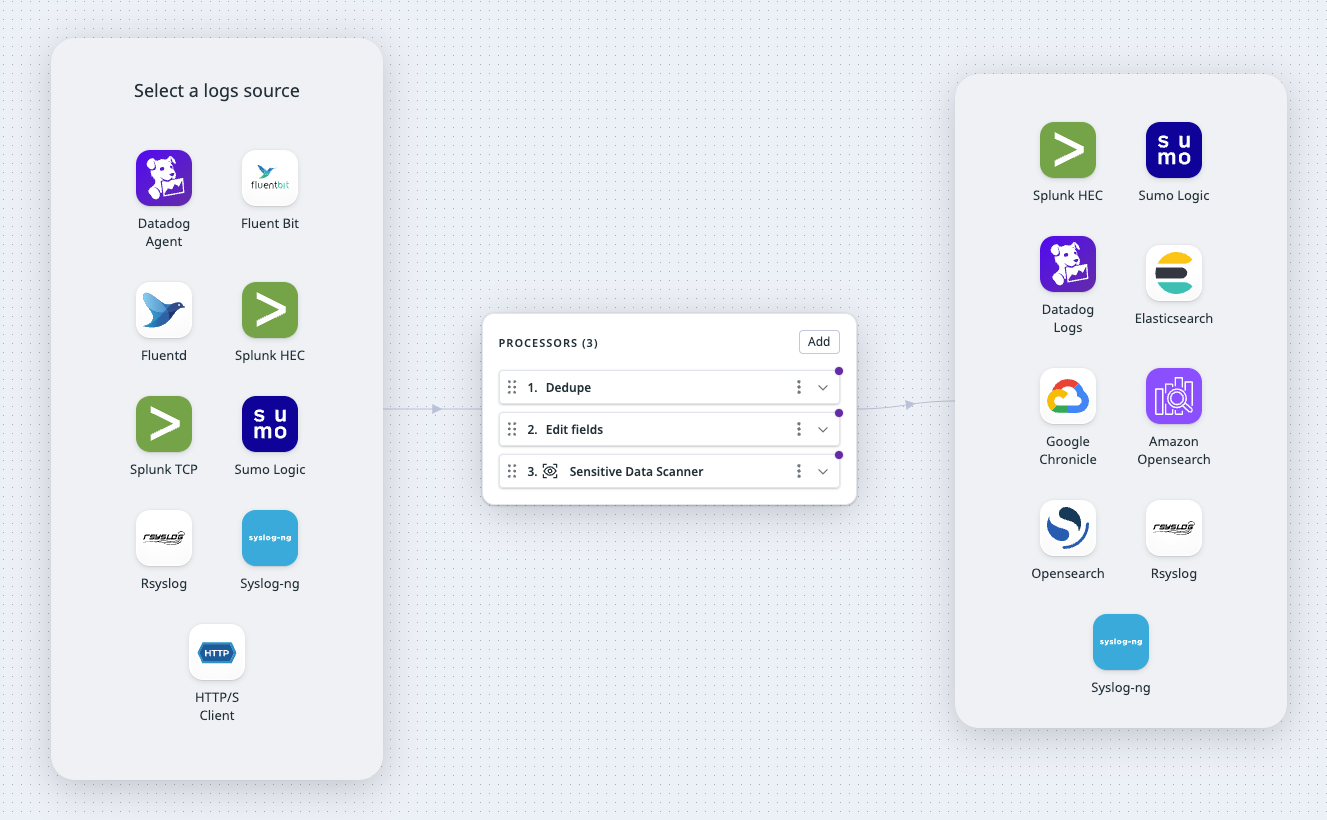 Select a logs source
fluentbit
Datadog
Agent
Fluent Bit
Fluentd
Splunk HEC
su
mo
Splunk TCP
Sumo Logic
RSYSLOG
syslog-ng
Rsyslog
Syslog-ng
HTTP
HTTP/S
Client
PROCESSORS (3)
Add
1. Dedupe
2. Edit fields
3. Sensitive Data Scanner
su
mo
Splunk HEC
Sumo Logic
Datadog
Logs
Elasticsearch
Google
Chronicle
Amazon
Opensearch
RSYSLOG
Opensearch
Rsyslog
syslog-ng
Syslog-ng